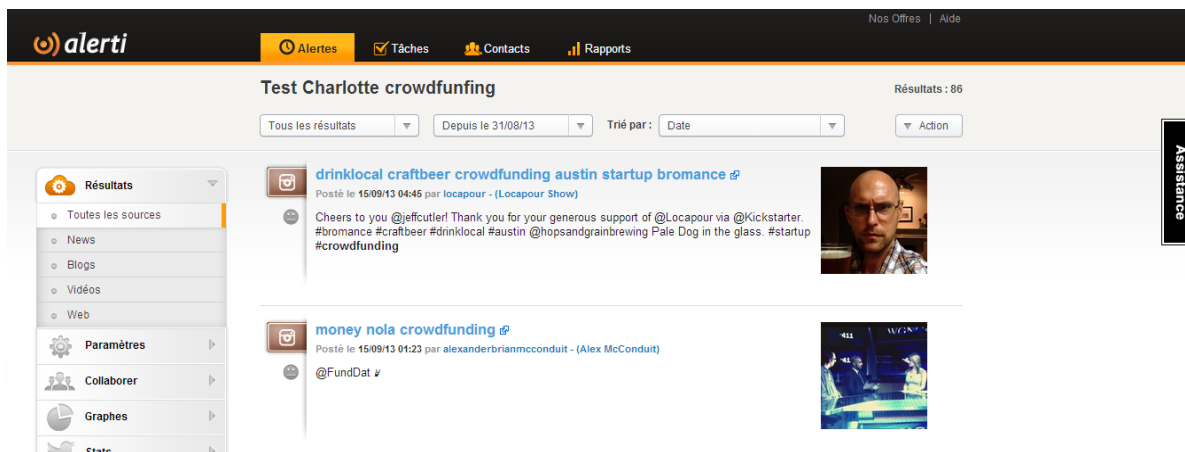 Nos Offres | Aide
alerti
Alertes Tâches Contacts Rapports
Test Charlotte crowdfunfing
Résultats : 86
Tous les résultats Depuis le 31/08/13 Trié par : Date Action
Assistance
Résultats
Toutes les sources
News
Blogs
Vidéos
Web
Paramètres
Collaborer
Graphes
Stats
drinklocal craftbeer crowdfunding austin startup bromance
Posté le 15/09/13 04:45 par locapour - (Locapour Show)
Cheers to you @jeffcutler! Thank you for your generous support of @Locapour via @Kickstarter.
#bromance #craftbeer #drinklocal #austin @hopsandgrainbrewing Pale Dog in the glass. #startup
#crowdfunding
money nola crowdfunding
Posté le 15/09/13 01:23 par alexanderbrianmcconduit - (Alex McConduit)
@FundDat
411 WGN